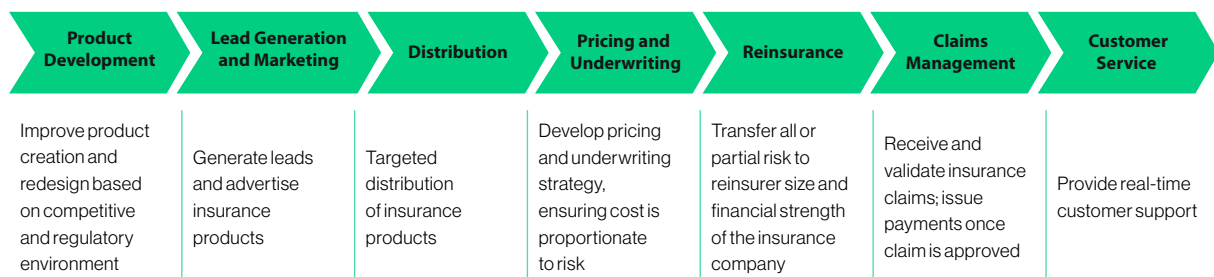 Product
Development
Lead Generation
and Marketing
Distribution
Pricing and
Underwriting
Reinsurance
Claims
Management
Customer
Service
Improve product
creation and
redesign based
on competitive
and regulatory
environment
Generate leads
and advertise
insurance
products
Targeted
distribution
of insurance
products
Develop pricing
and underwriting
strategy,
ensuring cost is
proportionate
to risk
Transfer all or
partial risk to
reinsurer size and
financial strength
of the insurance
company
Receive and
validate insurance
claims; issue
payments once
claim is approved
Provide real-time
customer support